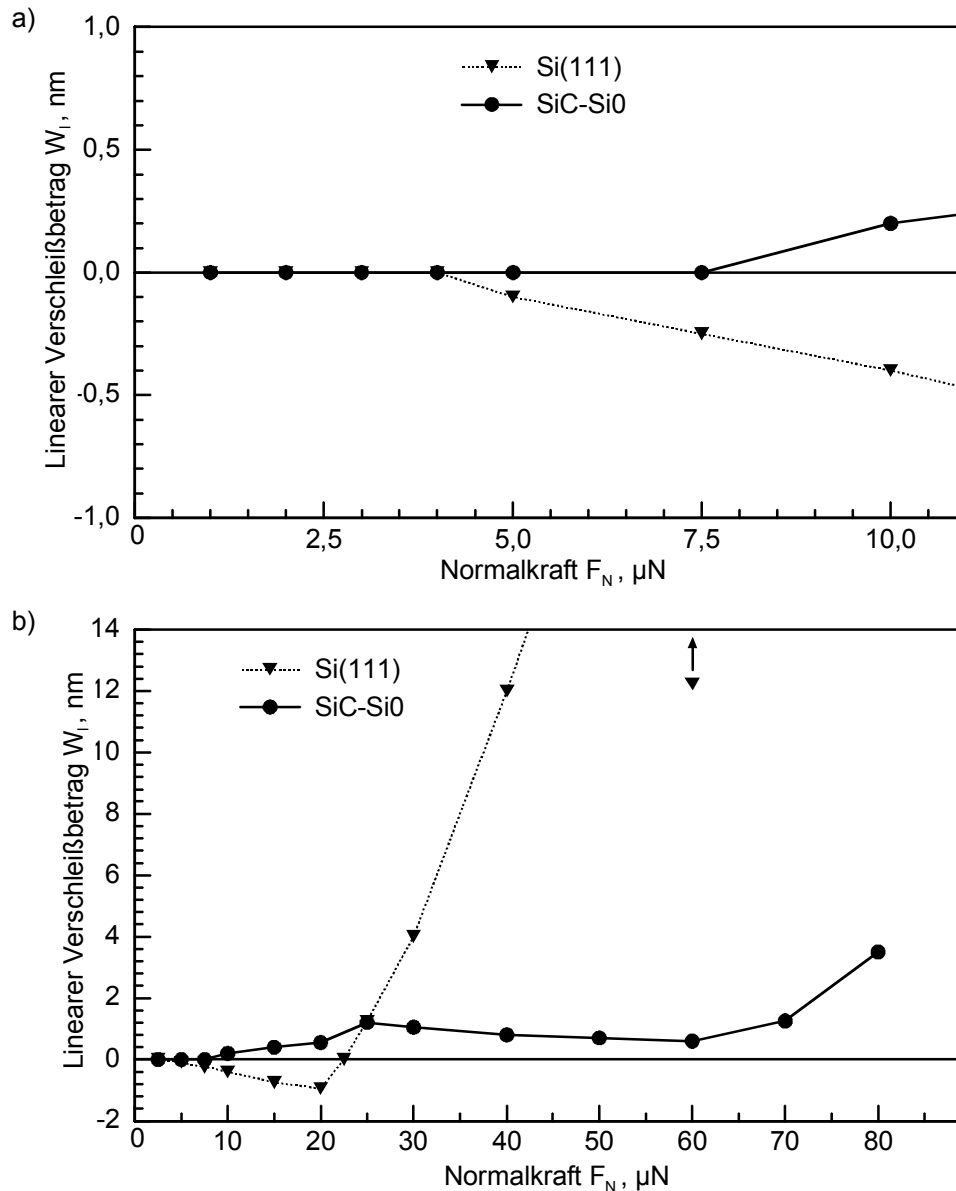 a)
1,0
0,5
0,0
-0,5
-1,0
Linearer Verschleißbetrag W_l, nm
Si(111)
SiC-Si0
0
2,5
5,0
7,5
10,0
Normalkraft F_N, µN
b)
14
12
10
8
6
4
2
0
-2
Linearer Verschleißbetrag W_l, nm
Si(111)
SiC-Si0
0
10
20
30
40
50
60
70
80
Normalkraft F_N, µN